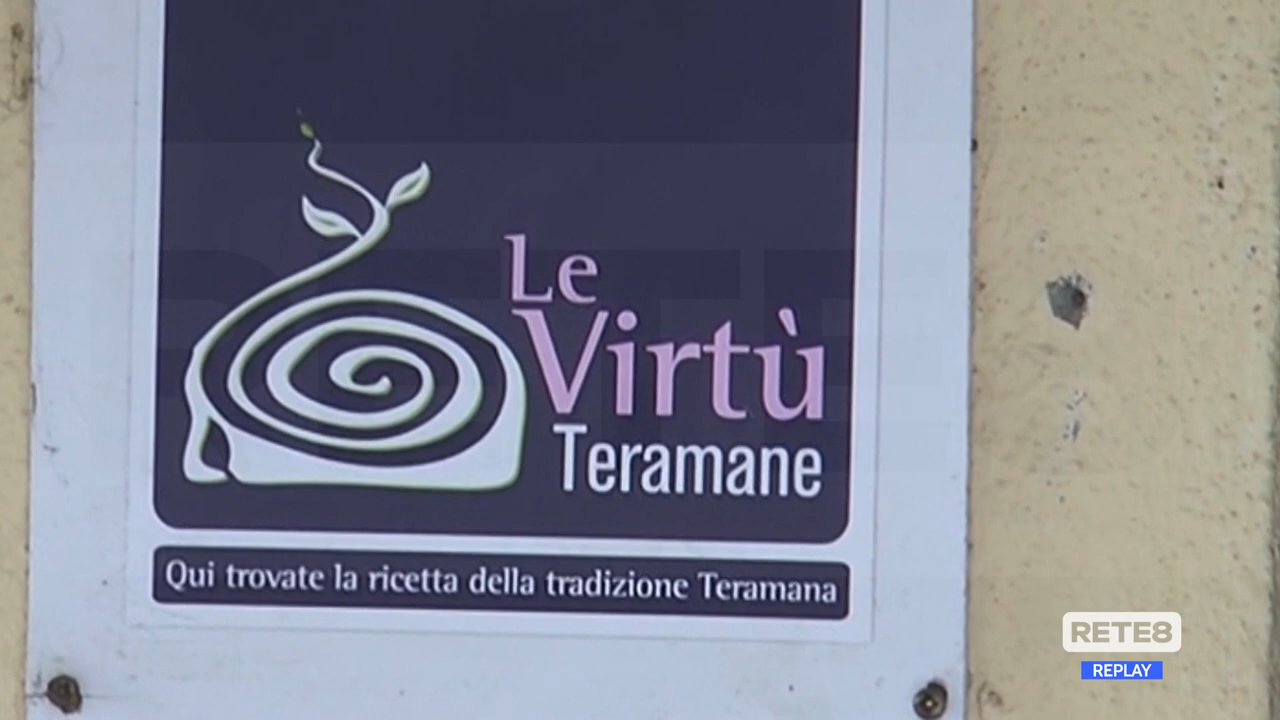 Le
Virtù
Teramane
Qui trovate la ricetta della tradizione Teramana
RETE8
REPLAY